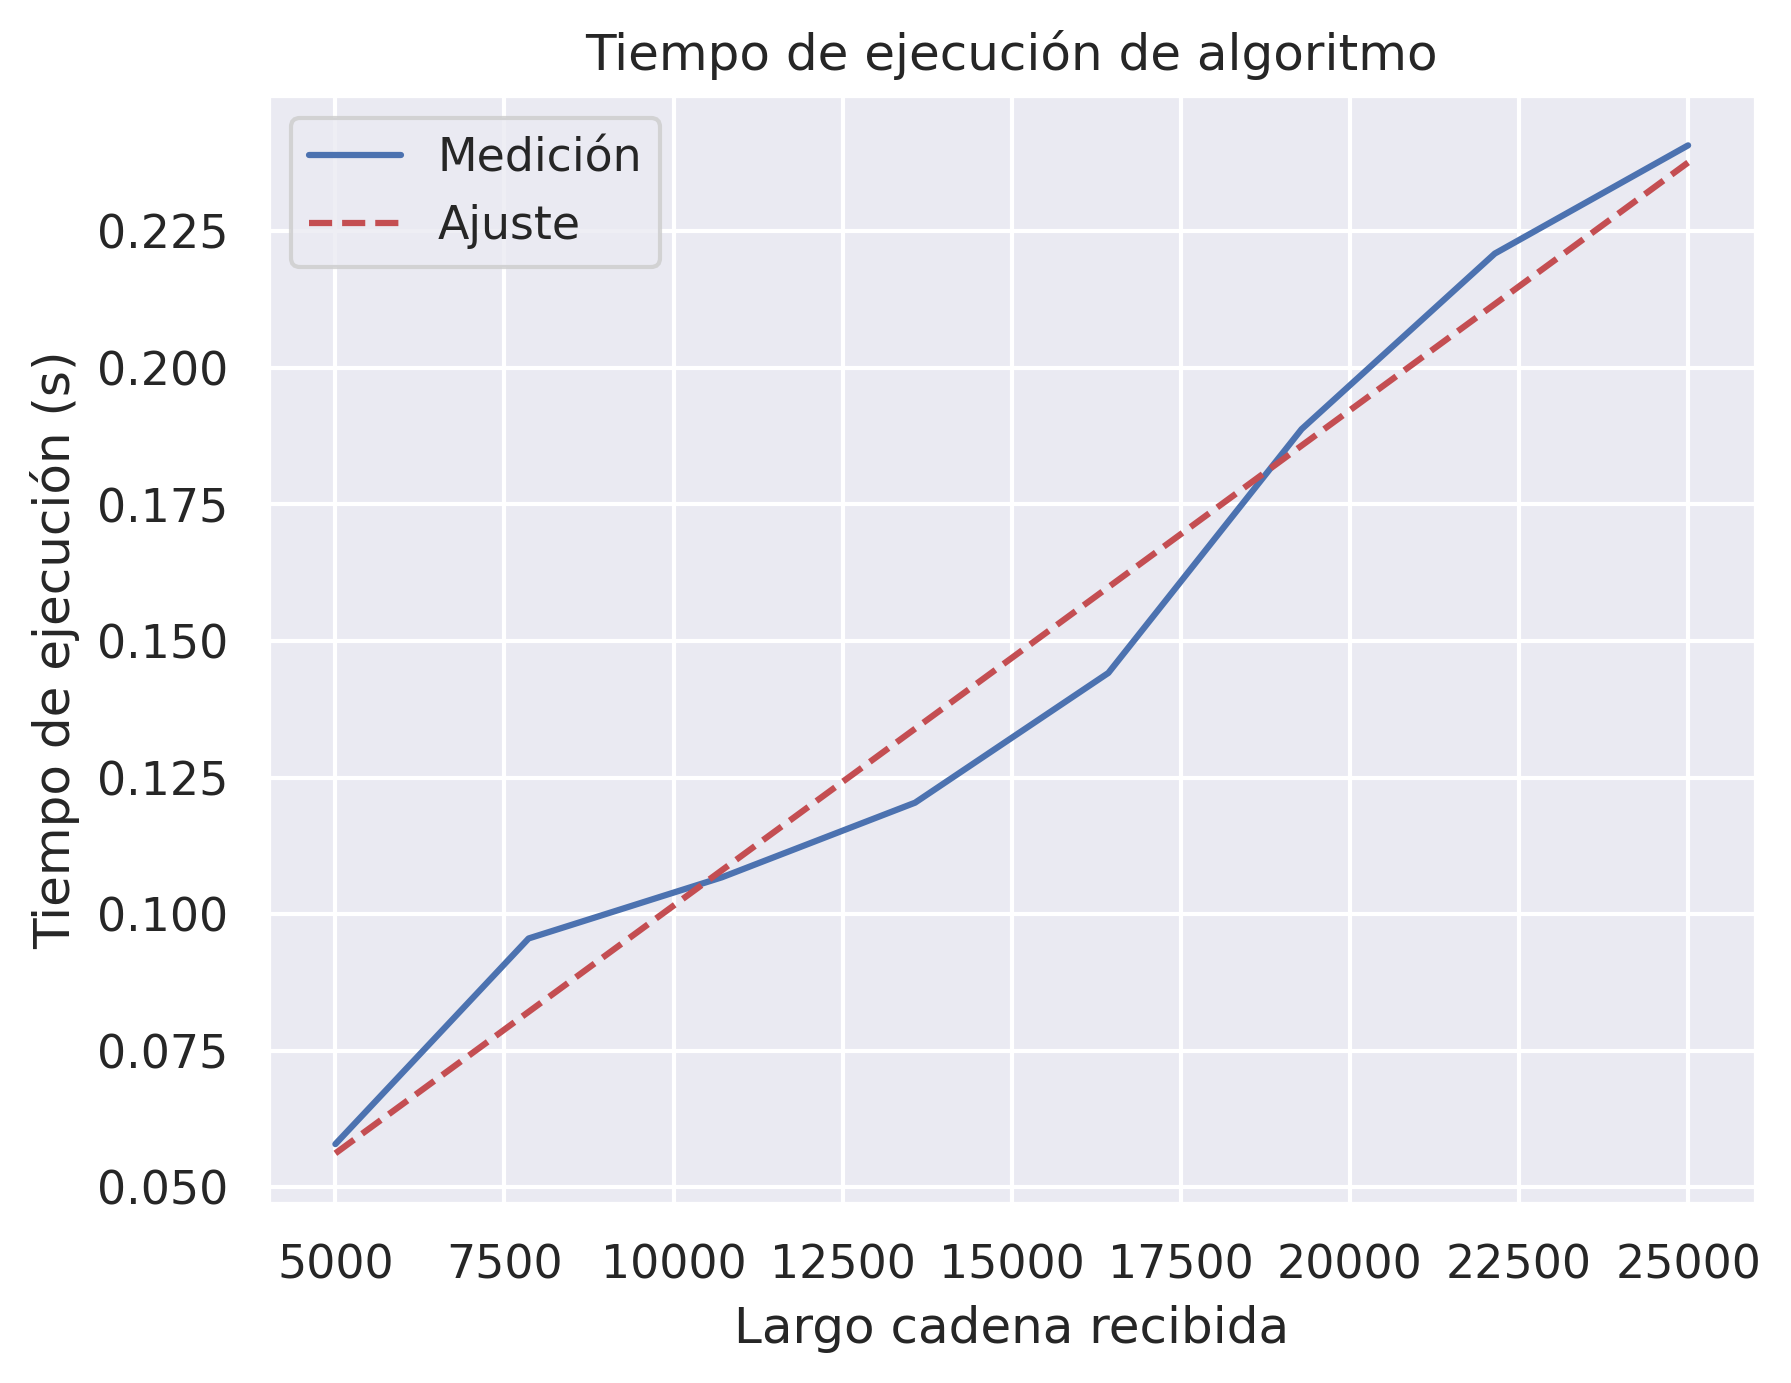 Tiempo de ejecución de algoritmo
Medición
Ajuste
Tiempo de ejecución (s)
0.225
0.200
0.175
0.150
0.125
0.100
0.075
0.050
5000 7500 10000 12500 15000 17500 20000 22500 25000
Largo cadena recibida